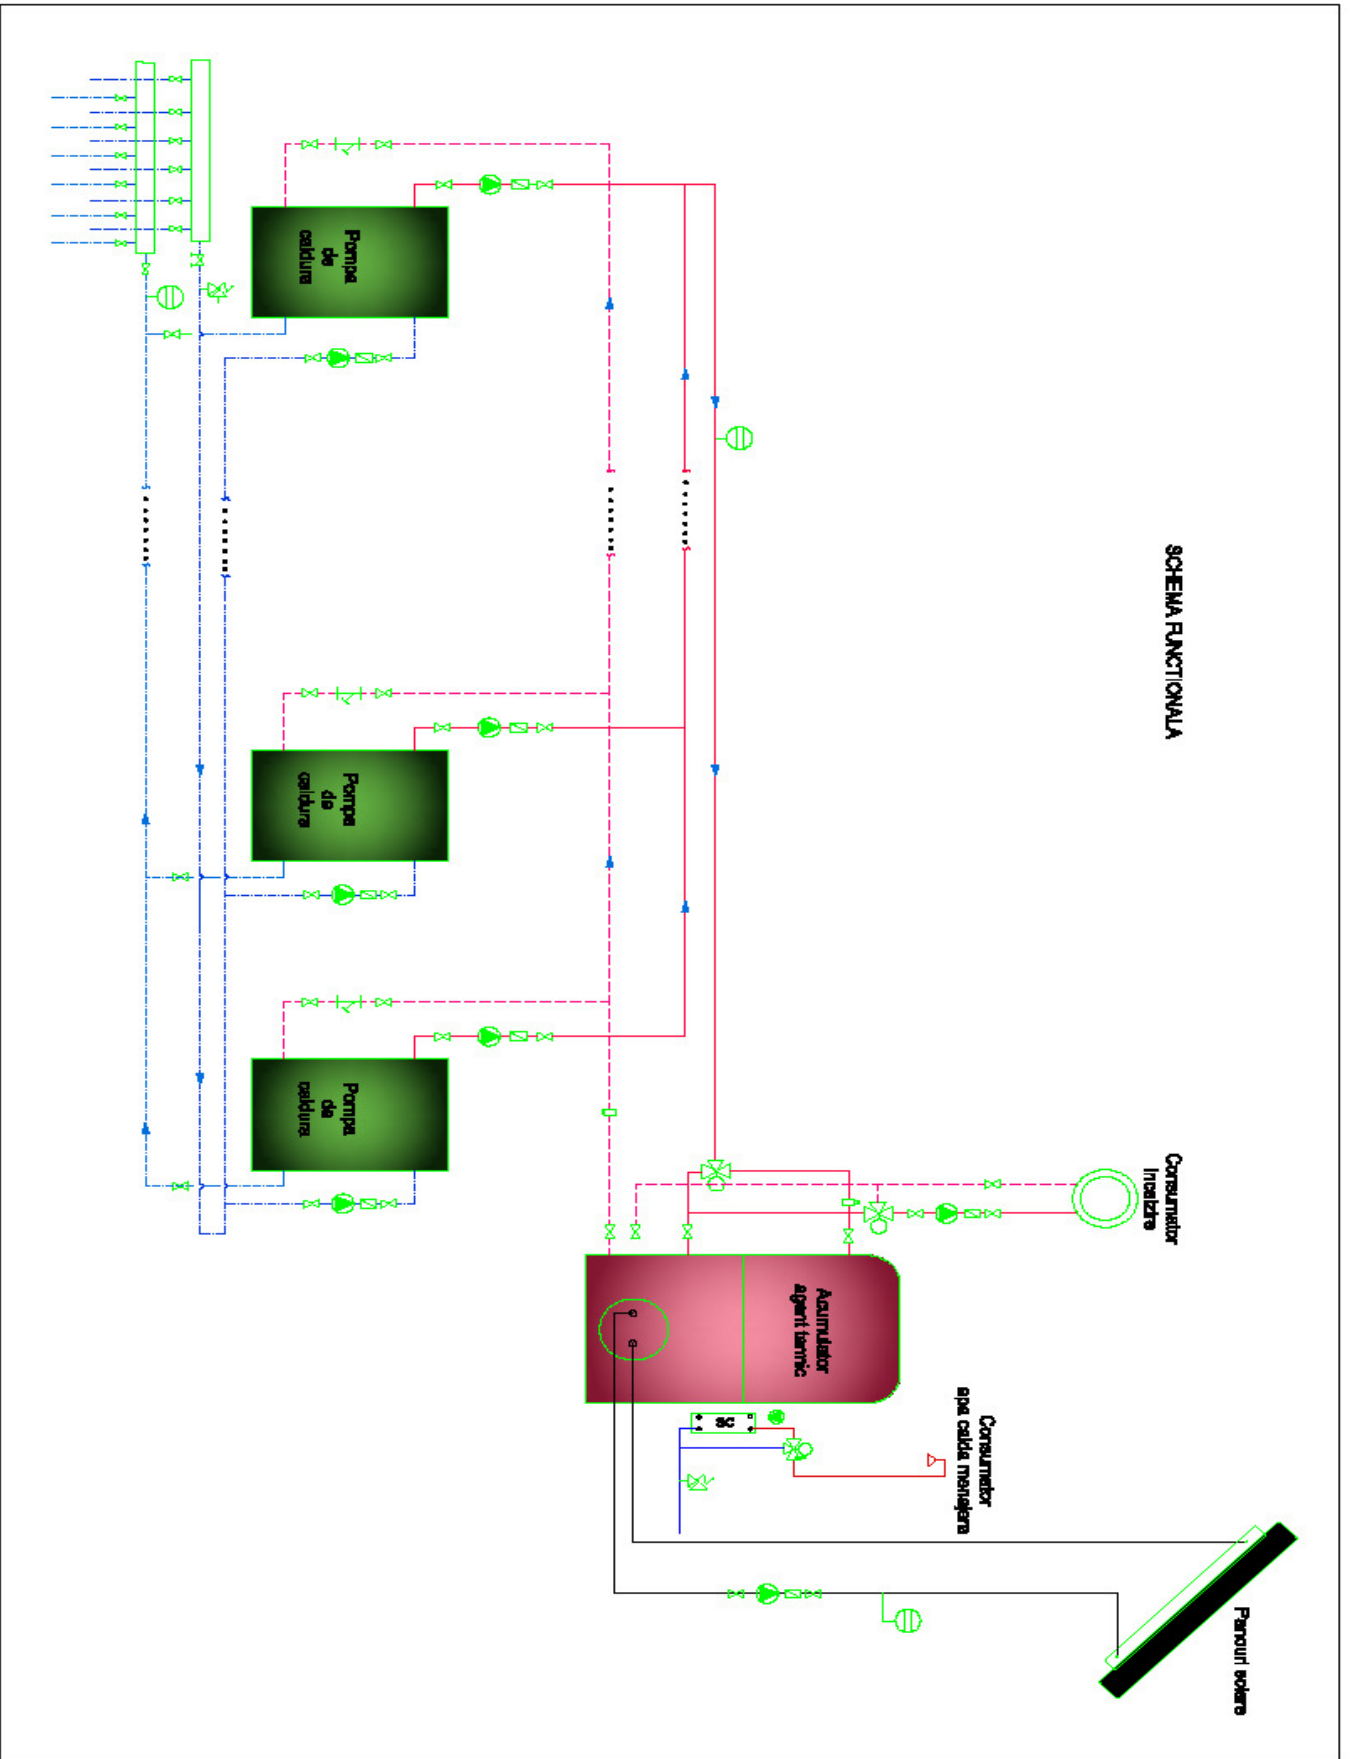 SCHEMA FUNCTIONALA
Pompa
de
caldura
Pompa
de
caldura
Pompa
de
caldura
Consumator
incalzire
Acumulator
agent termic
SC
Consumator
apa calda menajera
Panouri solare